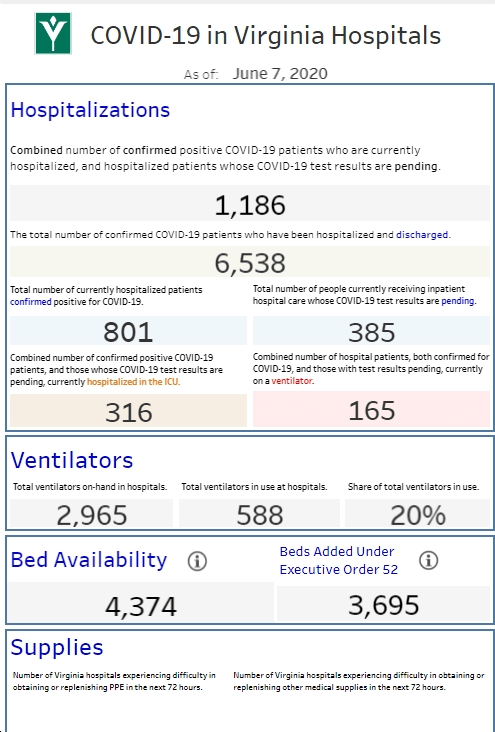 COVID-19 in Virginia Hospitals
As of: June 7, 2020
Hospitalizations
Combined number of confirmed positive COVID-19 patients who are currently
hospitalized, and hospitalized patients whose COVID-19 test results are pending.
1,186
The total number of confirmed COVID-19 patients who have been hospitalized and discharged.
6,538
Total number of currently hospitalized patients
confirmed positive for COVID-19.
801
Total number of people currently receiving inpatient
hospital care whose COVID-19 test results are pending.
385
Combined number of confirmed positive COVID-19
patients, and those whose COVID-19 test results are
pending, currently hospitalized in the ICU.
316
Combined number of hospital patients, both confirmed for
COVID-19, and those with test results pending, currently
on a ventilator.
165
Ventilators
Total ventilators on-hand in hospitals.
2,965
Total ventilators in use at hospitals.
588
Share of total ventilators in use.
20%
Bed Availability
4,374
Beds Added Under
Executive Order 52
3,695
Supplies
Number of Virginia hospitals experiencing difficulty in
obtaining or replenishing PPE in the next 72 hours.
Number of Virginia hospitals experiencing difficulty in obtaining or
replenishing other medical supplies in the next 72 hours.